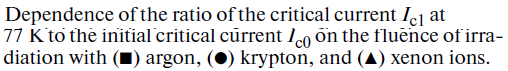 Dependence of the ratio of the critical current I_c1 at
77 K to the initial critical current I_c0 on the fluence of irra-
diation with (■) argon, (●) krypton, and (▲) xenon ions.